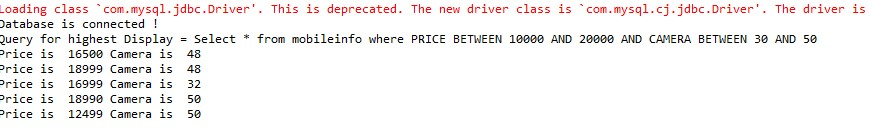 Loading class `com.mysql.jdbc.Driver'. This is deprecated. The new driver class is `com.mysql.cj.jdbc.Driver'. The driver is
Database is connected !
Query for highest Display = Select * from mobileinfo where PRICE BETWEEN 10000 AND 20000 AND CAMERA BETWEEN 30 AND 50
Price is  16500 Camera is  48
Price is  18999 Camera is  48
Price is  16999 Camera is  32
Price is  18990 Camera is  50
Price is  12499 Camera is  50